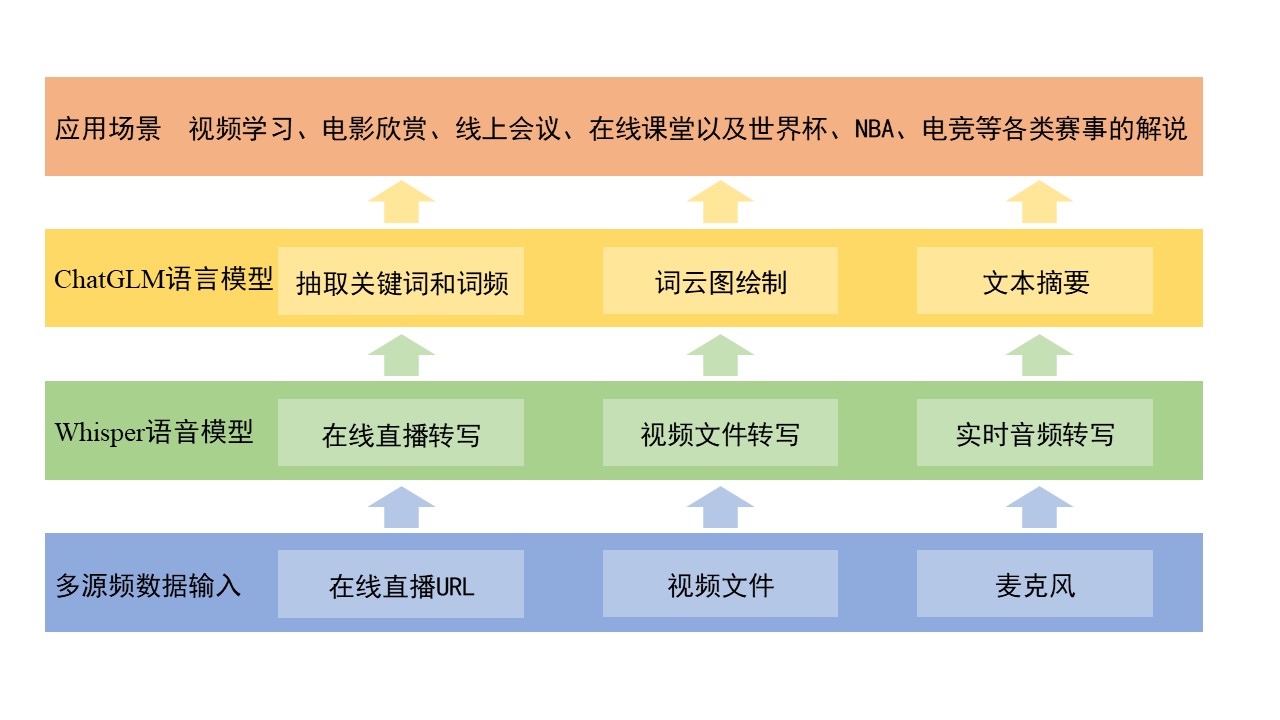 应用场景 视频学习、电影欣赏、线上会议、在线课堂以及世界杯、NBA、电竞等各类赛事的解说
ChatGLM语言模型 抽取关键词和词频 词云图绘制 文本摘要
Whisper语音模型 在线直播转写 视频文件转写 实时音频转写
多源频数据输入 在线直播URL 视频文件 麦克风